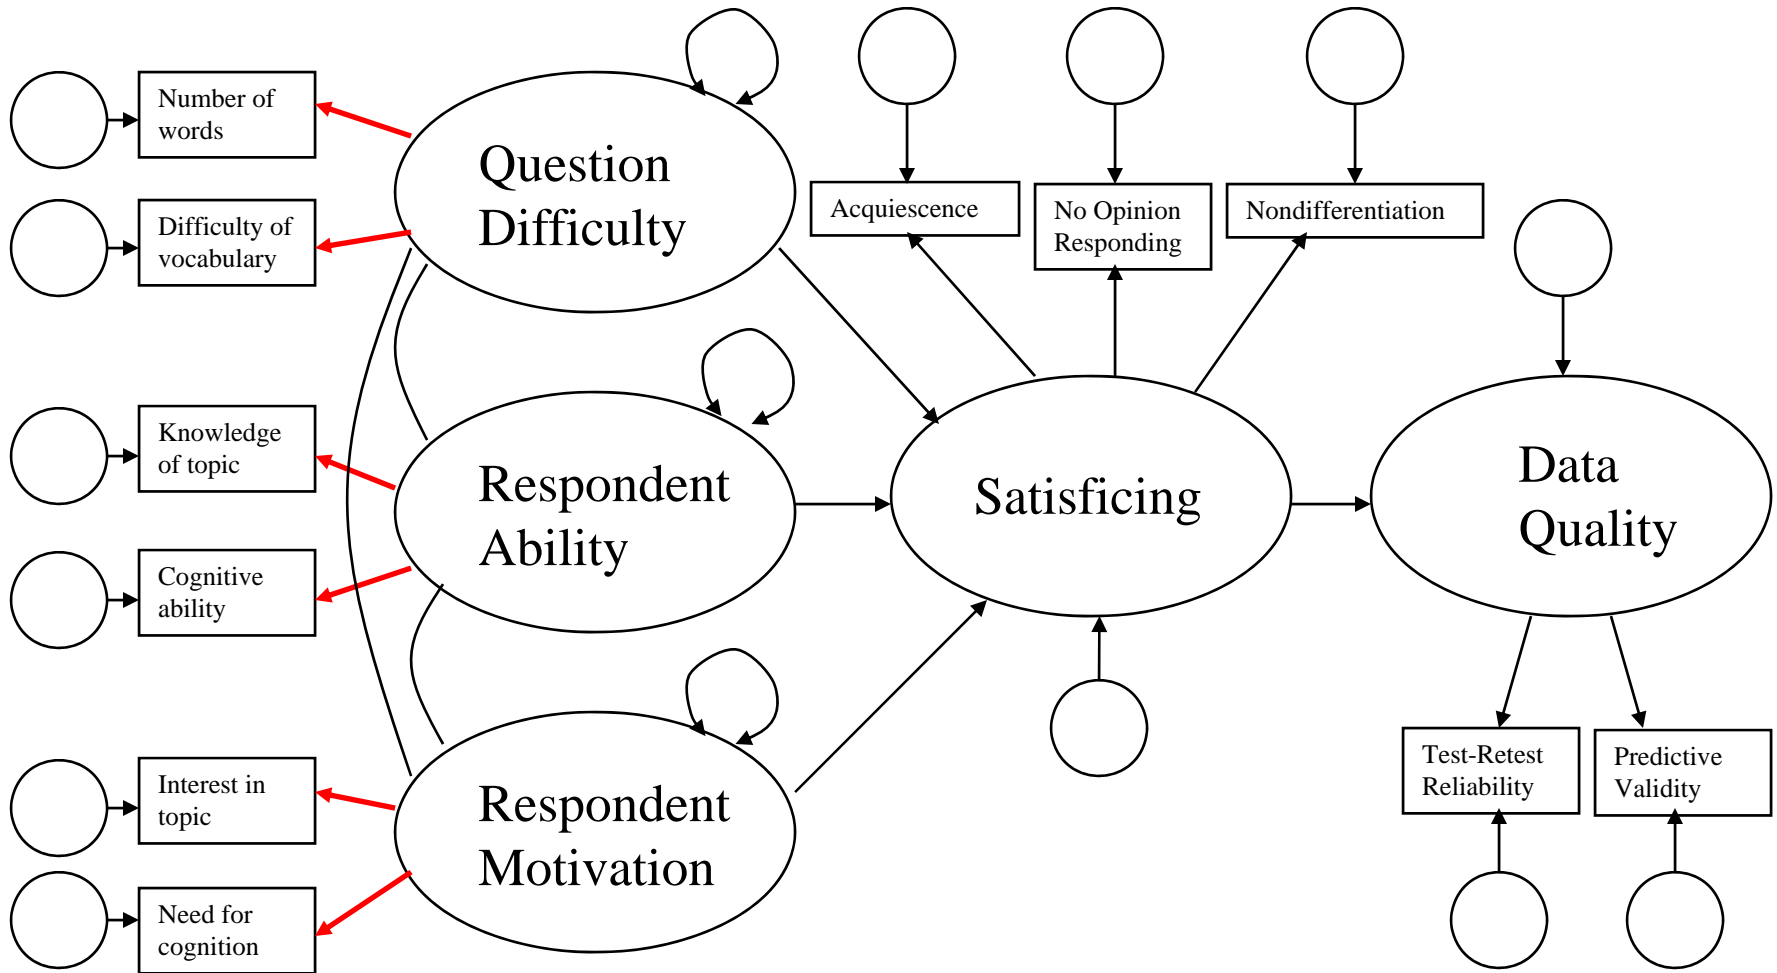 Number of
words
Difficulty of
vocabulary
Knowledge
of topic
Cognitive
ability
Interest in
topic
Need for
cognition
Question
Difficulty
Respondent
Ability
Respondent
Motivation
Acquiescence
No Opinion
Responding
Nondifferentiation
Satisficing
Data
Quality
Test-Retest
Reliability
Predictive
Validity